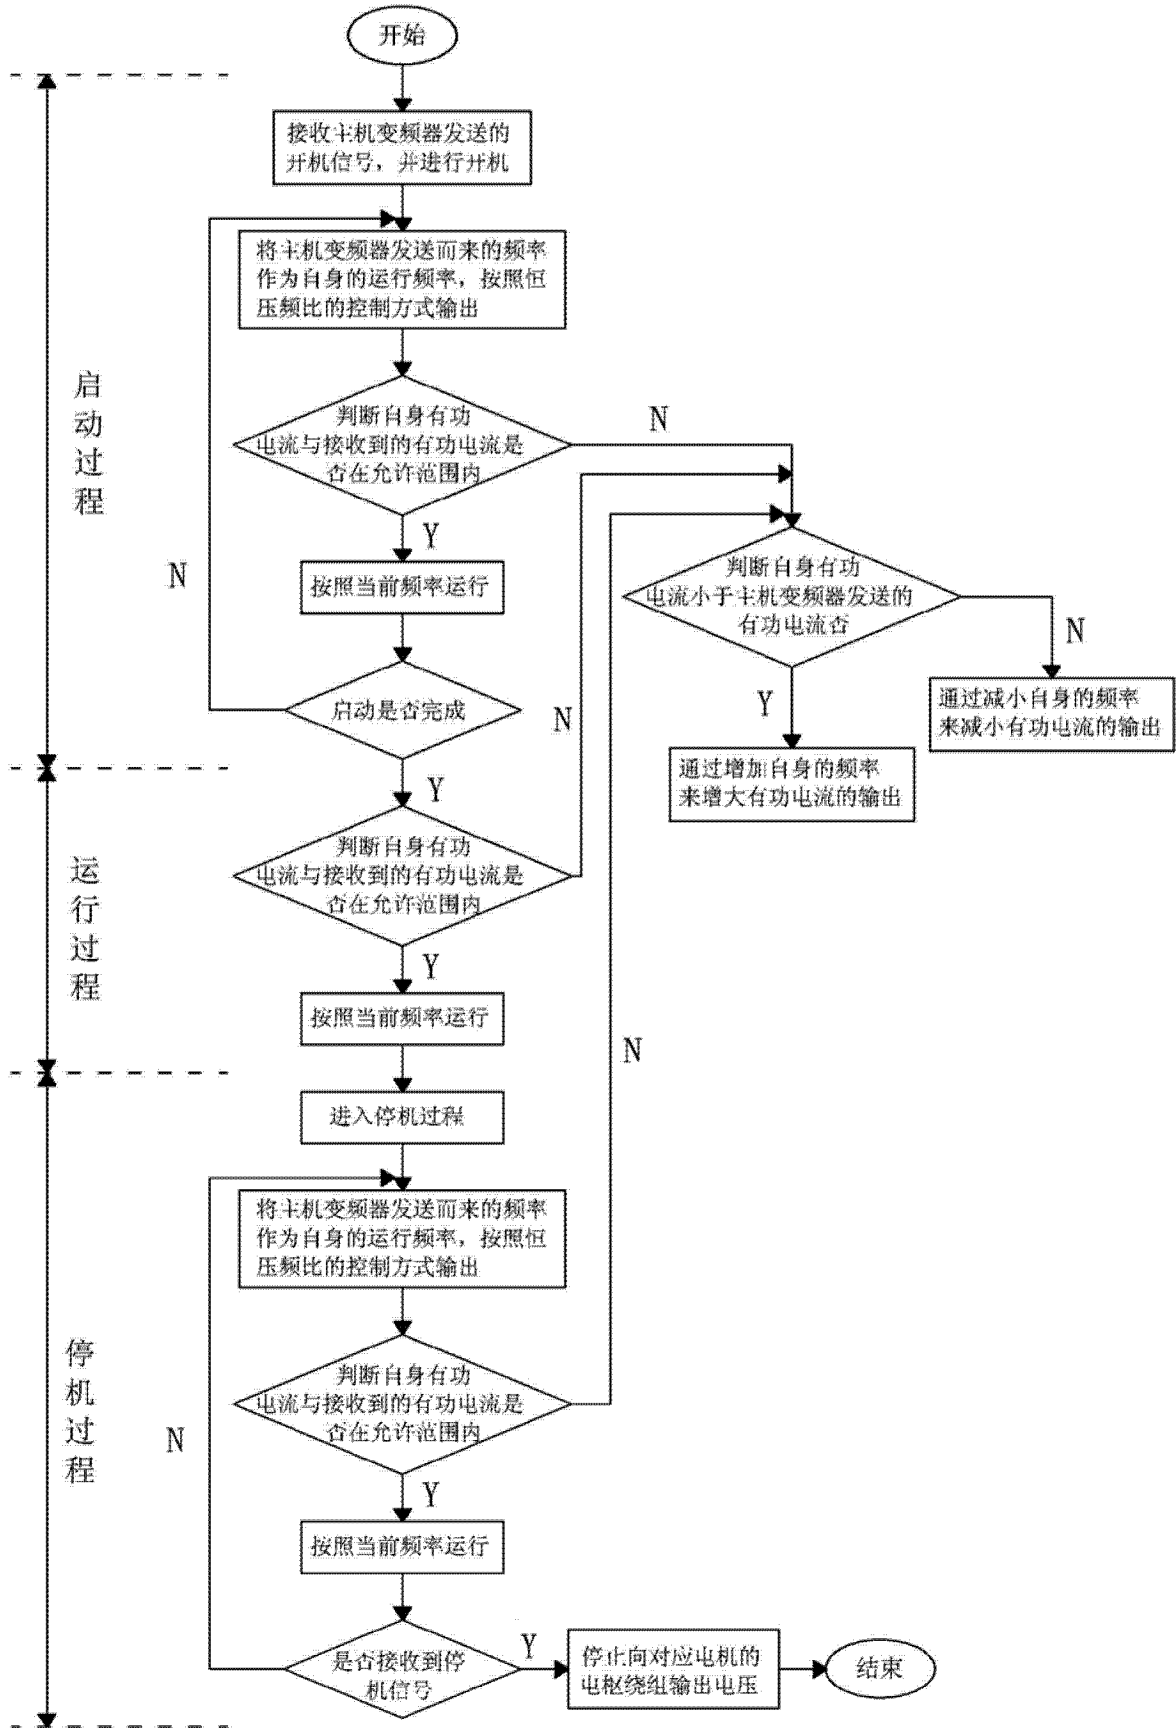 开始
接收主机变频器发送的
开机信号，并进行开机
将主机变频器发送而来的频率
作为自身的运行频率，按照恒
压频比的控制方式输出
启动过程
判断自身有功
电流与接收到的有功电流是
否在允许范围内
N
Y
N
按照当前频率运行
判断自身有功
电流小于主机变频器发送的
有功电流否
N
Y
启动是否完成
N
通过减小自身的频率
来减小有功电流的输出
通过增加自身的频率
来增大有功电流的输出
Y
运行过程
判断自身有功
电流与接收到的有功电流是
否在允许范围内
Y
按照当前频率运行
N
进入停机过程
将主机变频器发送而来的频率
作为自身的运行频率，按照恒
压频比的控制方式输出
停机过程
判断自身有功
电流与接收到的有功电流是
否在允许范围内
N
Y
按照当前频率运行
是否接收到停
机信号
Y
停止向对应电机的
电枢绕组输出电压
结束